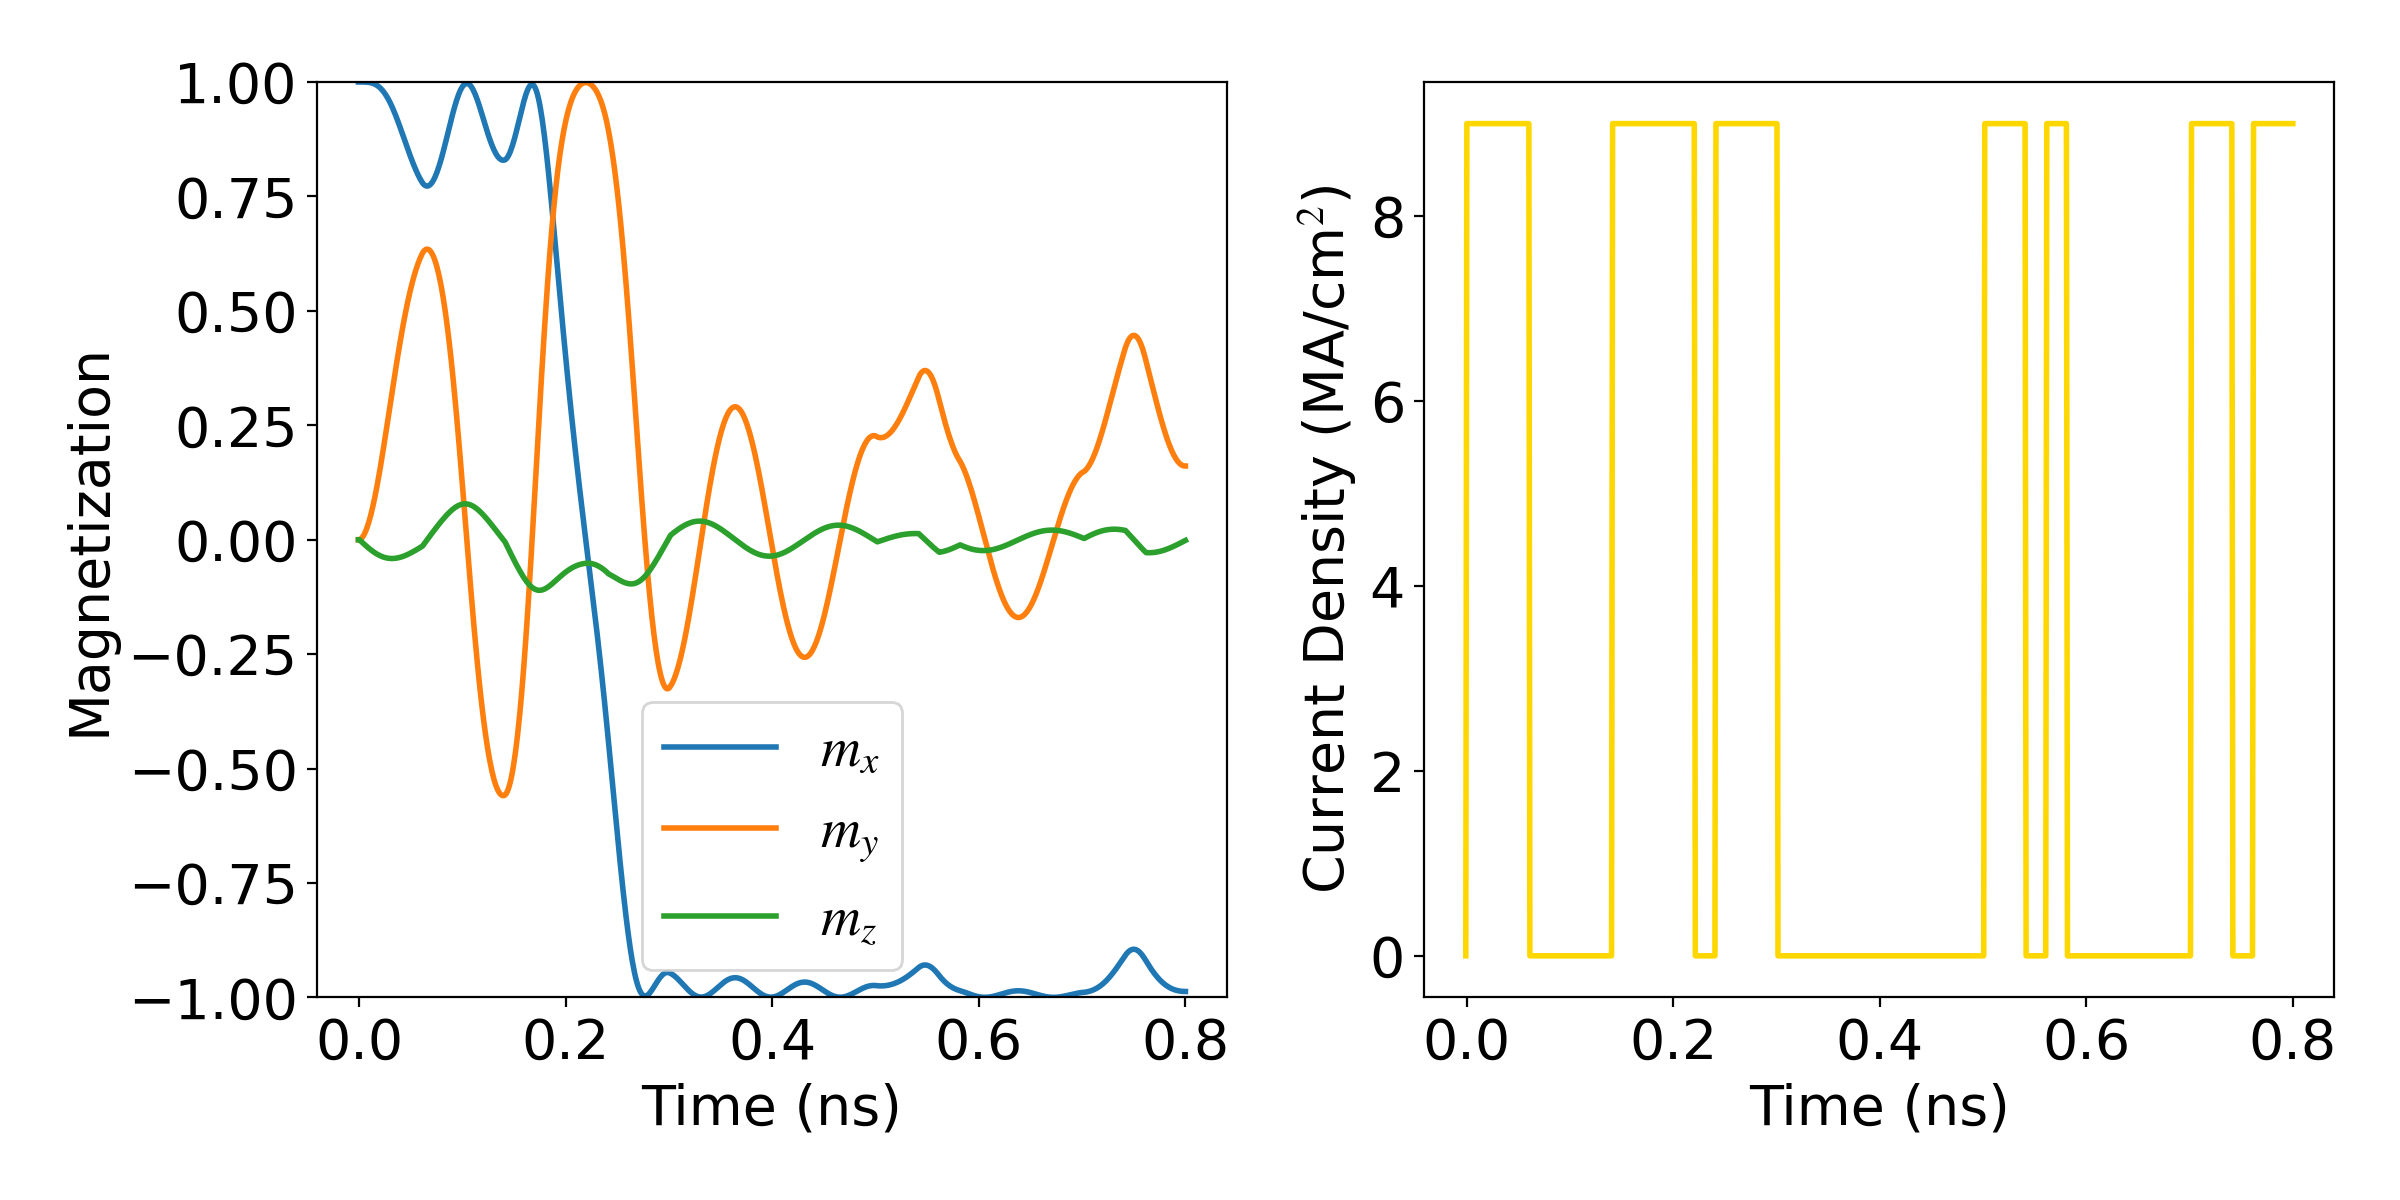 Magnetization
1.00
0.75
0.50
0.25
0.00
−0.25
−0.50
−0.75
−1.00
0.0 0.2 0.4 0.6 0.8
Time (ns)
mₓ
m_y
m_z
Current Density (MA/cm²)
8
6
4
2
0
0.0 0.2 0.4 0.6 0.8
Time (ns)